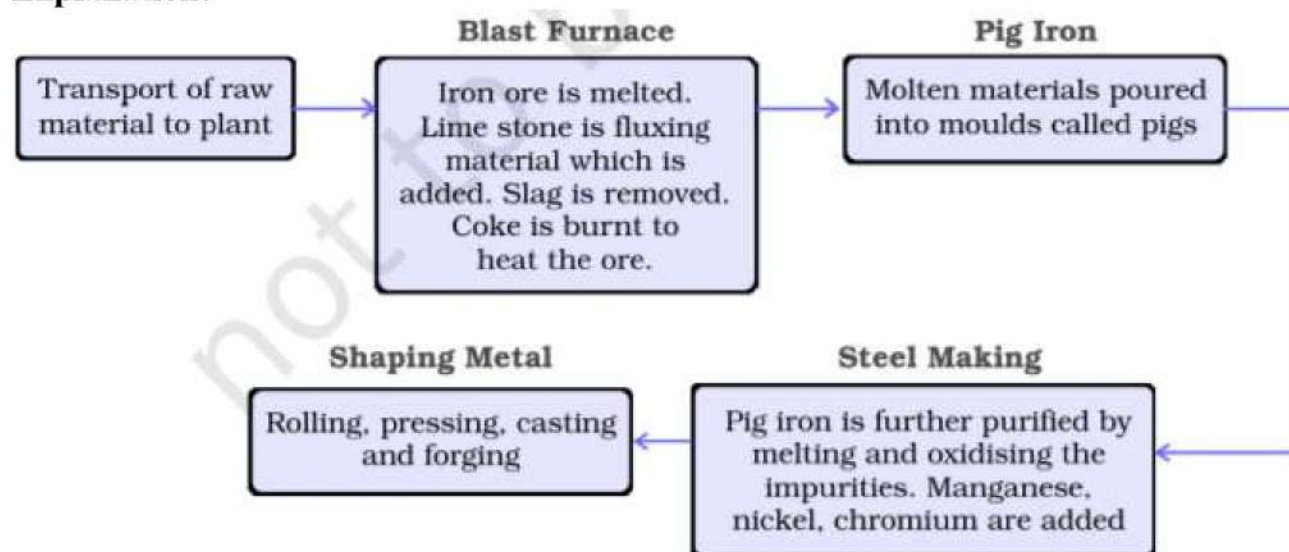 Blast Furnace
Pig Iron
Transport of raw
material to plant
Iron ore is melted.
Lime stone is fluxing
material which is
added. Slag is removed.
Coke is burnt to
heat the ore.
Molten materials poured
into moulds called pigs
not to
Shaping Metal
Steel Making
Rolling, pressing, casting
and forging
Pig iron is further purified by
melting and oxidising the
impurities. Manganese,
nickel, chromium are added